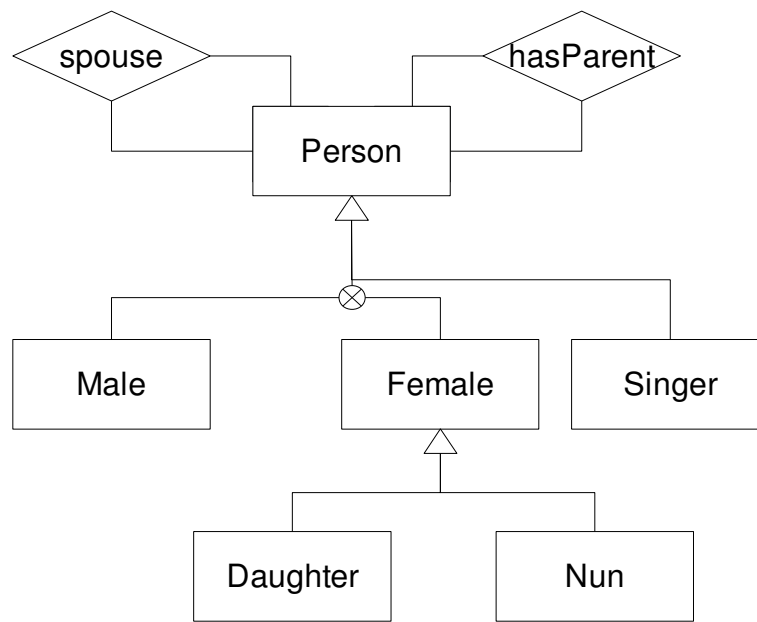 spouse
hasParent
Person
Male
Female
Singer
Daughter
Nun